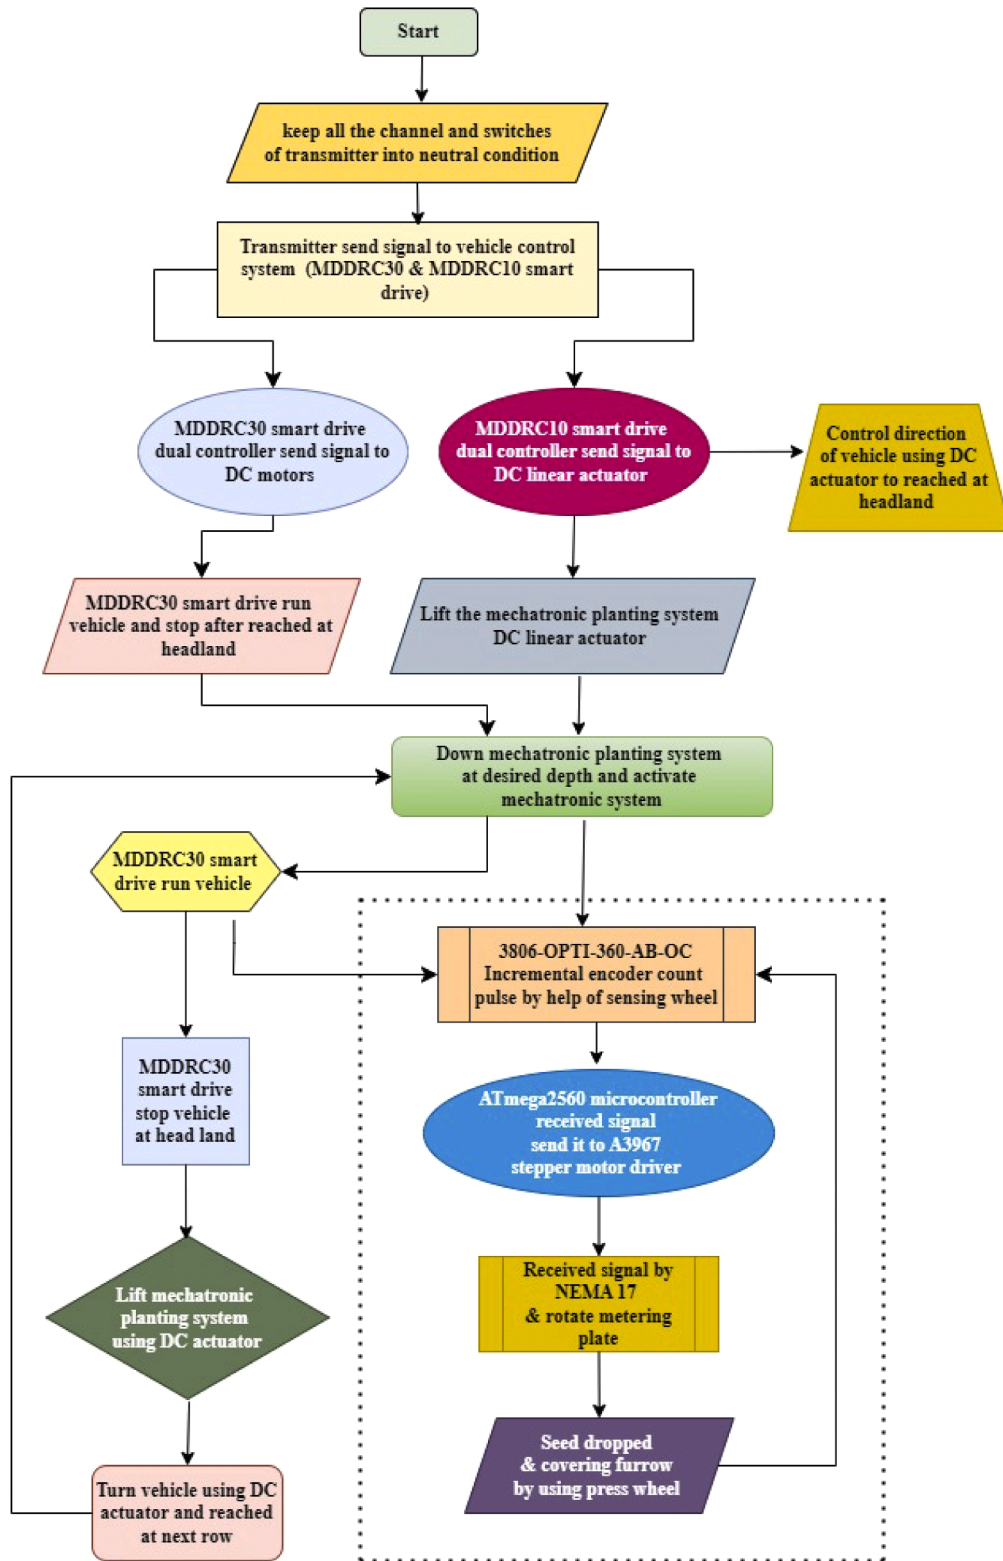 Start
keep all the channel and switches
of transmitter into neutral condition
Transmitter send signal to vehicle control
system (MDDRC30 & MDDRC10 smart
drive)
MDDRC30 smart drive
dual controller send signal to
DC motors
MDDRC10 smart drive
dual controller send signal to
DC linear actuator
Control direction
of vehicle using DC
actuator to reached at
headland
MDDRC30 smart drive run
vehicle and stop after reached at
headland
Lift the mechatronic planting system
DC linear actuator
Down mechatronic planting system
at desired depth and activate
mechatronic system
MDDRC30 smart
drive run vehicle
3806-OPTI-360-AB-OC
Incremental encoder count
pulse by help of sensing wheel
MDDRC30
smart drive
stop vehicle
at head land
ATmega2560 microcontroller
received signal
send it to A3967
stepper motor driver
Lift mechatronic
planting system
using DC actuator
Received signal by
NEMA 17
& rotate metering
plate
Turn vehicle using DC
actuator and reached
at next row
Seed dropped
& covering furrow
by using press wheel